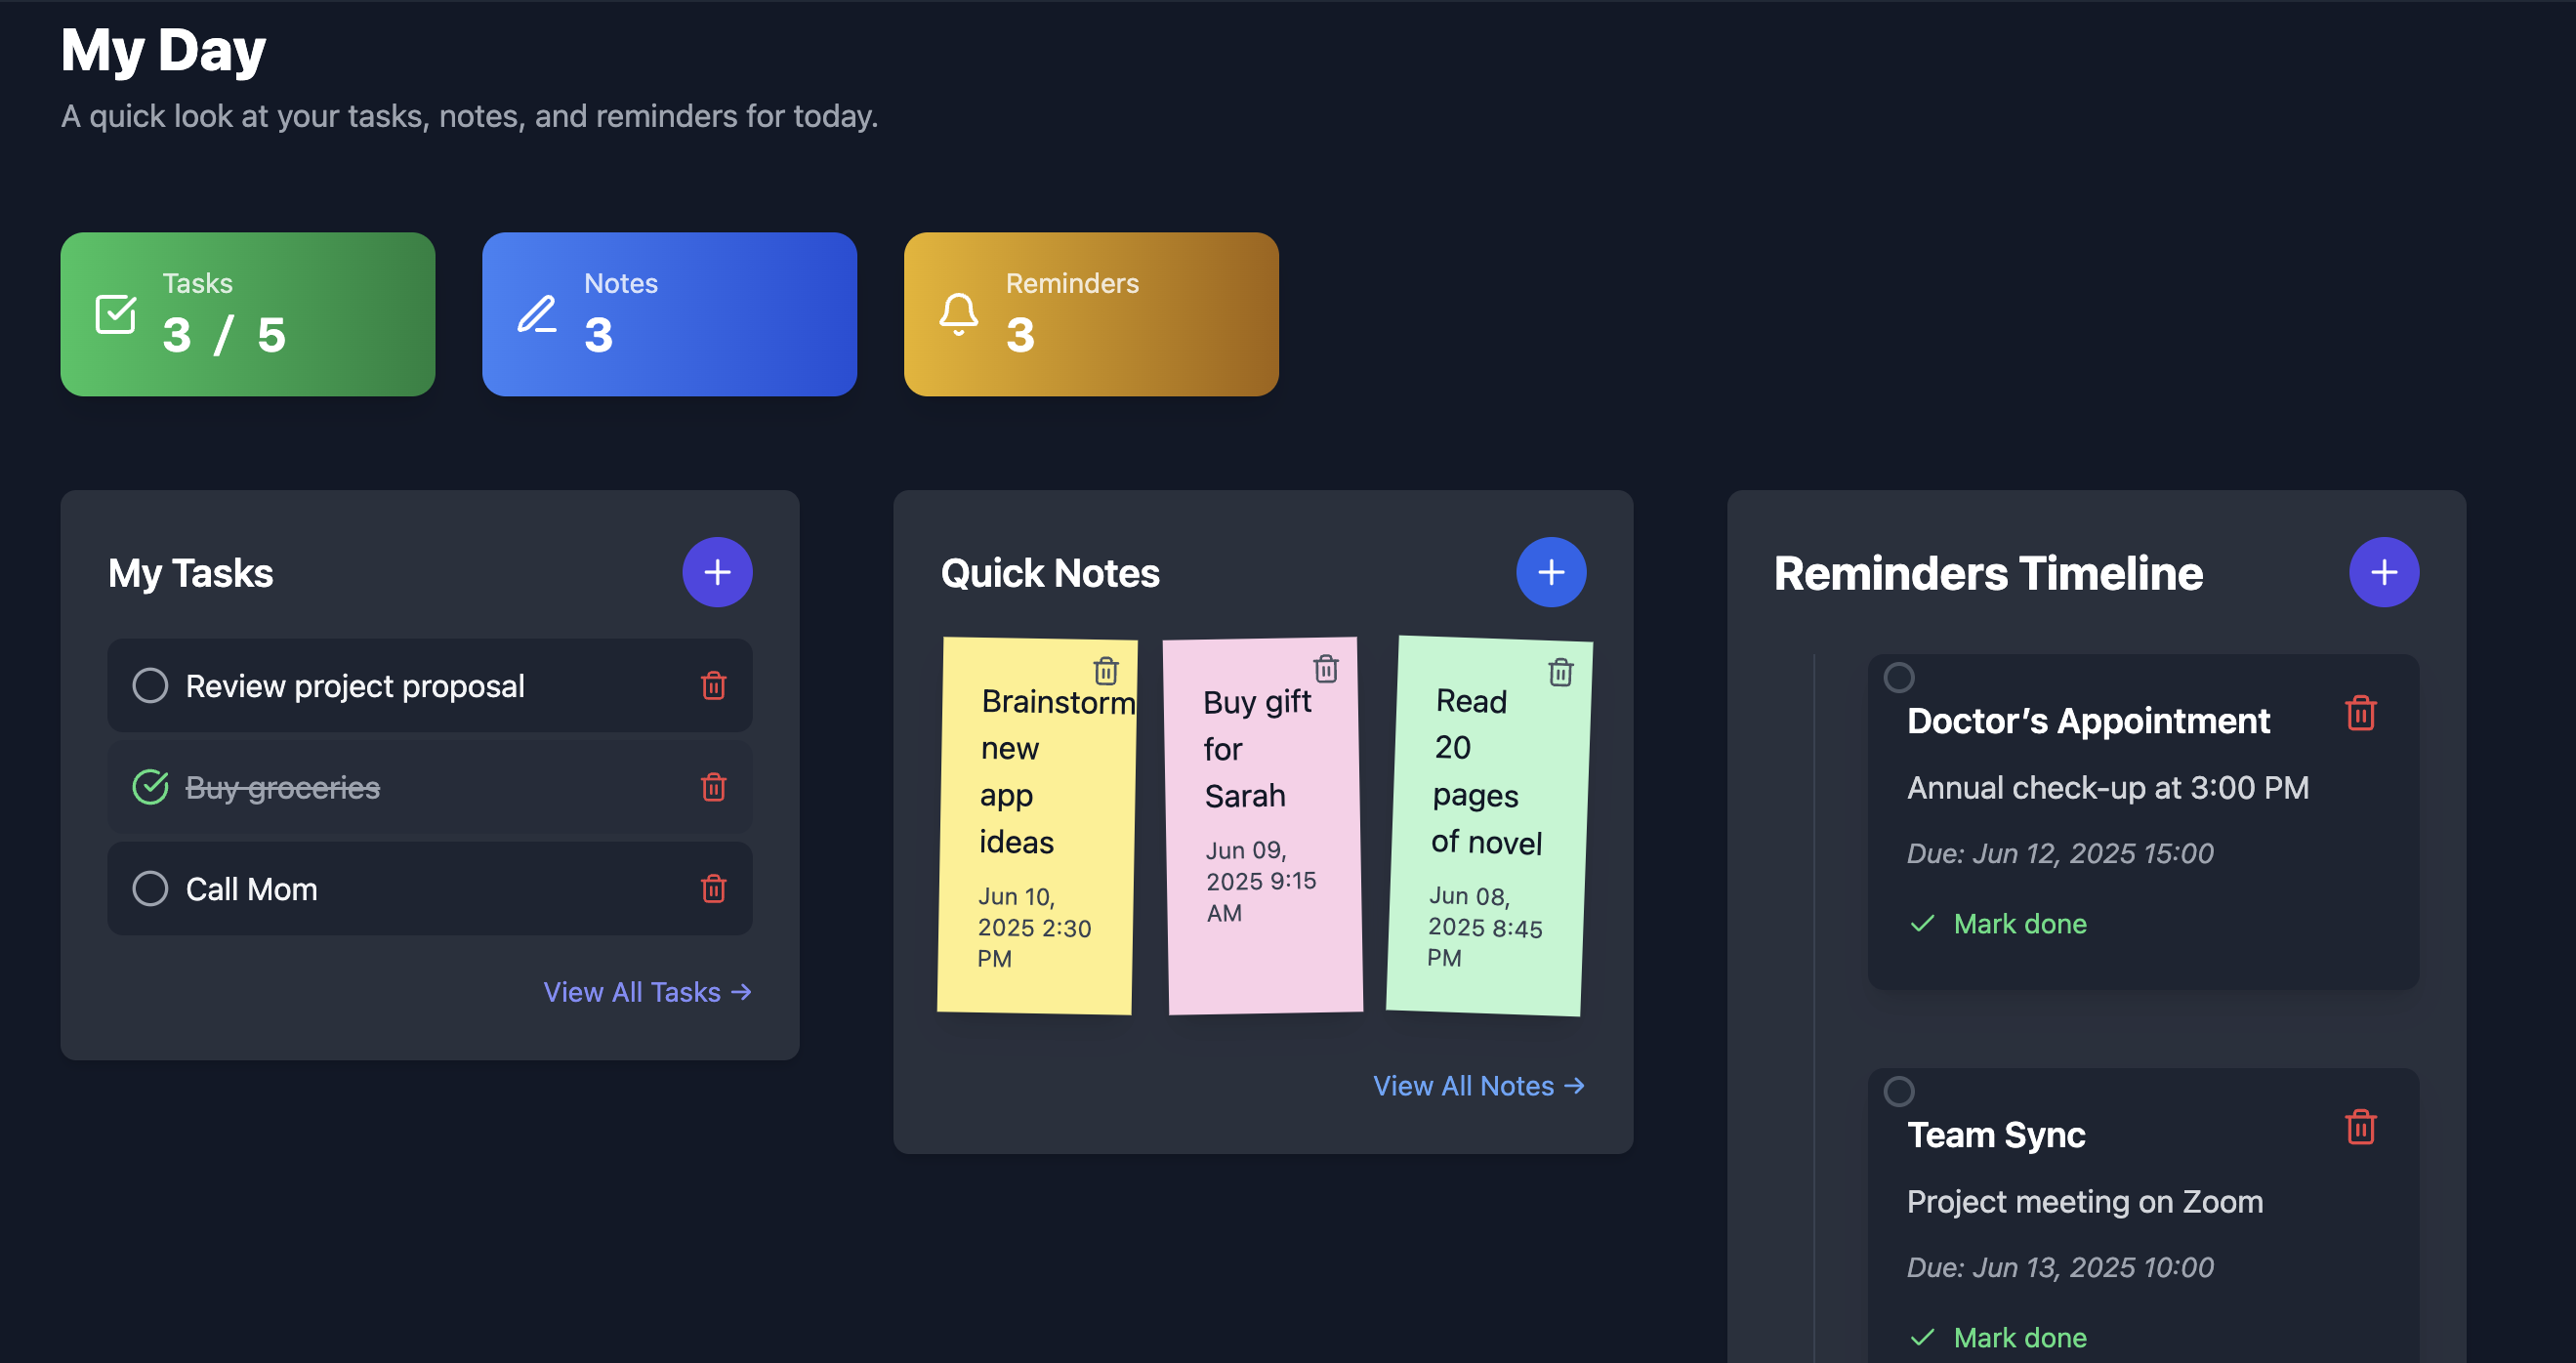 My Day
A quick look at your tasks, notes, and reminders for today.
Tasks
3 / 5
Notes
3
Reminders
3
My Tasks
Review project proposal
Buy groceries
Call Mom
View All Tasks →
Quick Notes
Brainstorm
new
app
ideas
Jun 10,
2025 2:30
PM
Buy gift
for
Sarah
Jun 09,
2025 9:15
AM
Read
20
pages
of novel
Jun 08,
2025 8:45
PM
View All Notes →
Reminders Timeline
Doctor’s Appointment
Annual check-up at 3:00 PM
Due: Jun 12, 2025 15:00
Mark done
Team Sync
Project meeting on Zoom
Due: Jun 13, 2025 10:00
Mark done